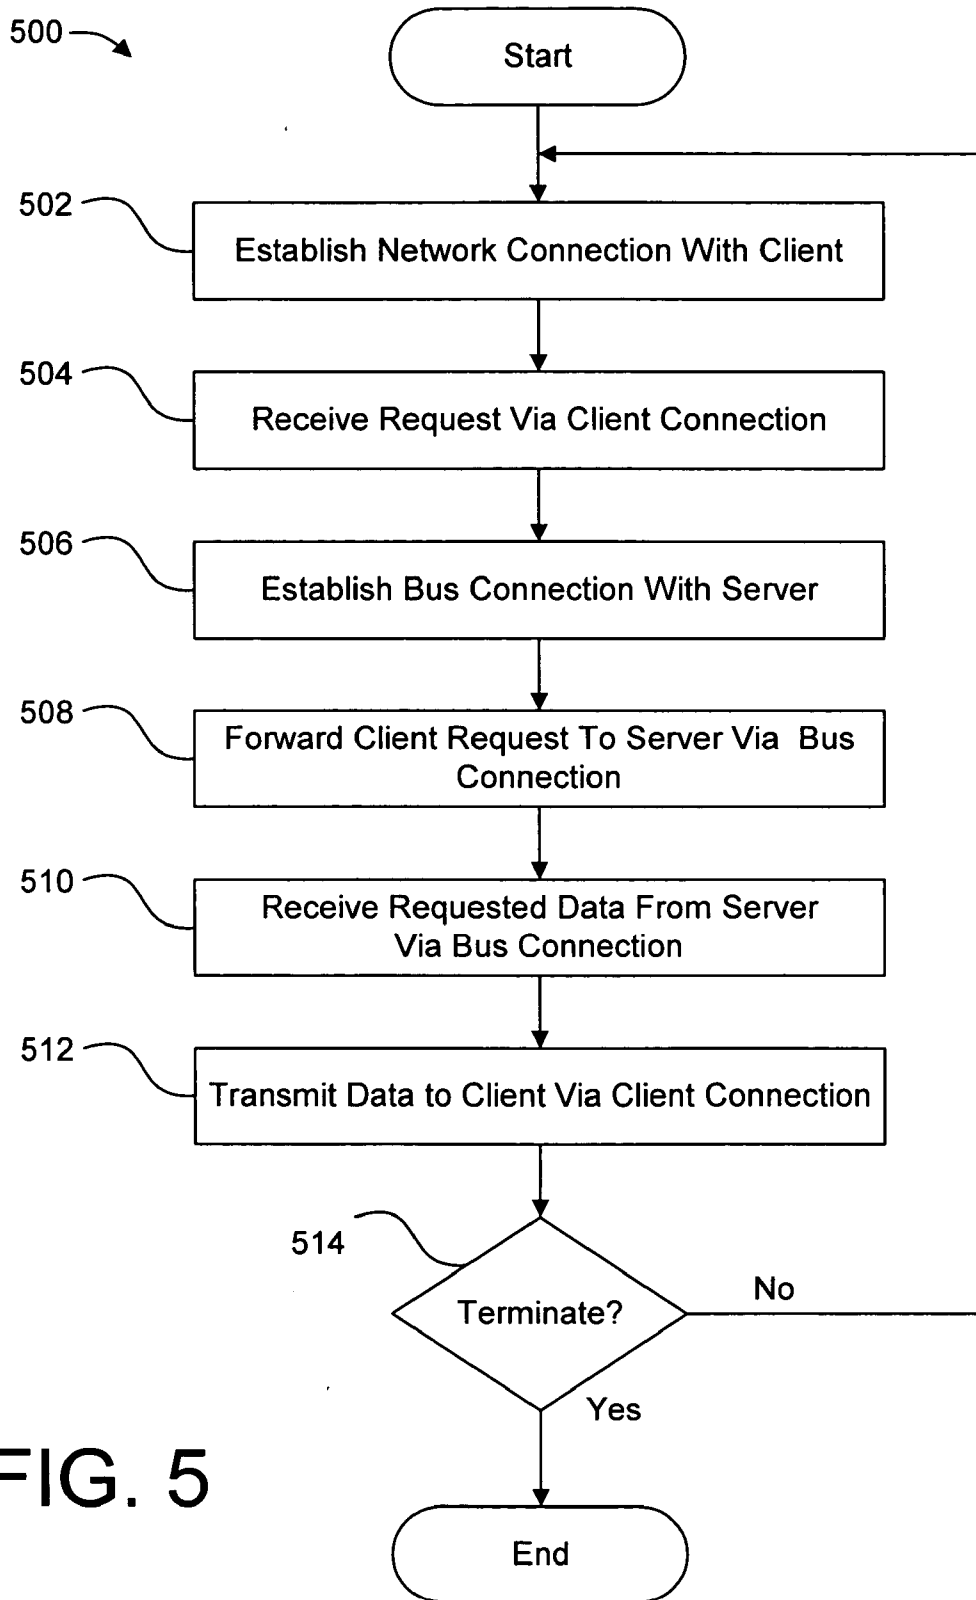 500
Start
502
Establish Network Connection With Client
504
Receive Request Via Client Connection
506
Establish Bus Connection With Server
508
Forward Client Request To Server Via Bus
Connection
510
Receive Requested Data From Server
Via Bus Connection
512
Transmit Data to Client Via Client Connection
514
Terminate?
No
Yes
FIG. 5
End